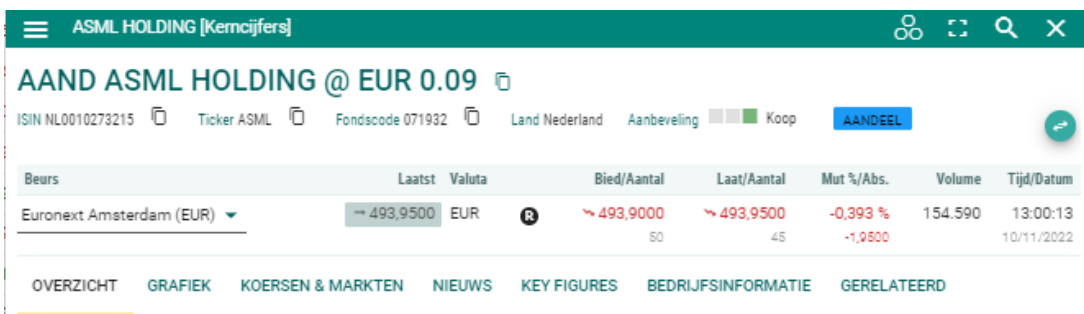 ASML HOLDING [Kerncijfers]
AAND ASML HOLDING @ EUR 0.09
ISIN NL0010273215 Ticker ASML Fondscode 071932 Land Nederland Aanbeveling Koop AANDEEL
Beurs Laatst Valuta Bied/Aantal Laat/Aantal Mut %/Abs. Volume Tijd/Datum
Euronext Amsterdam (EUR) 493,9500 EUR R 493,9000 493,9500 -0,393 % 154.590 13:00:13
50 45 -1,9500 10/11/2022
OVERZICHT GRAFIEK KOERSEN & MARKTEN NIEUWS KEY FIGURES BEDRIJFSINFORMATIE GERELATEERD